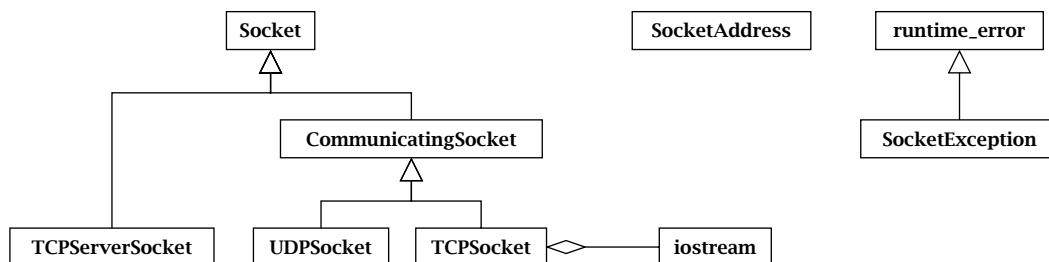 Socket
SocketAddress
runtime_error
CommunicatingSocket
SocketException
TCPServerSocket
UDPSocket
TCPSocket
iostream